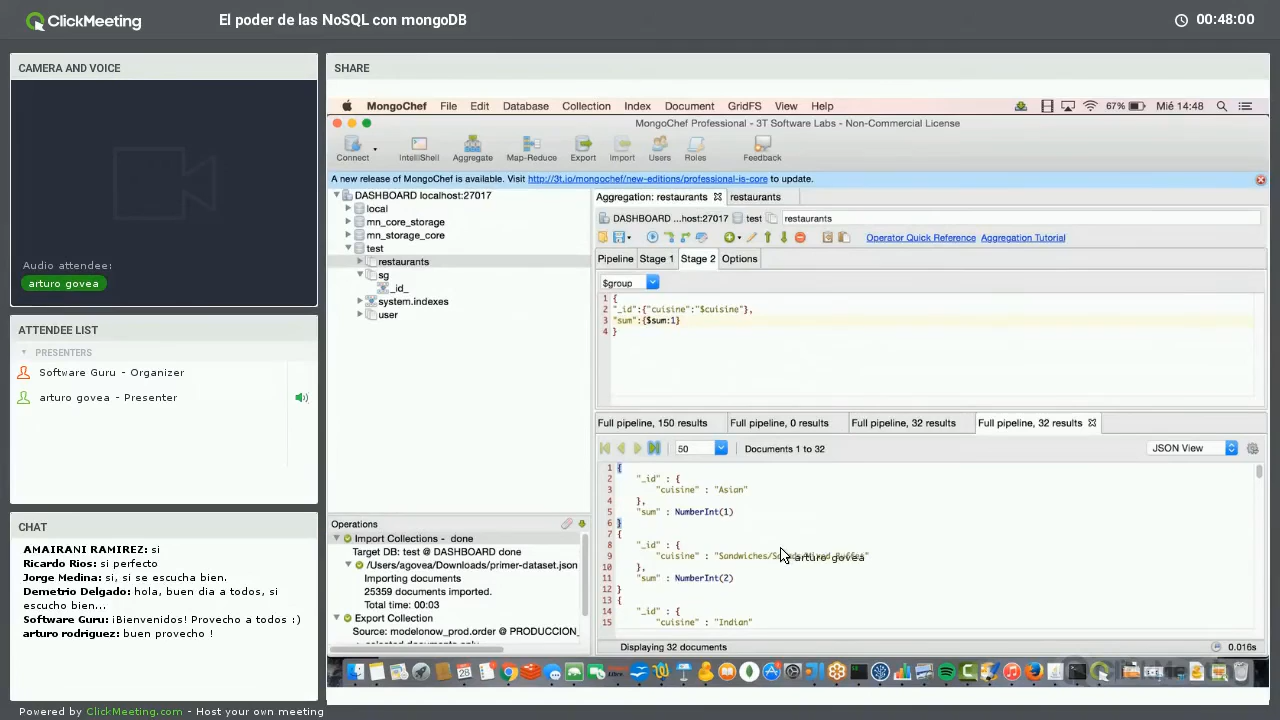 ClickMeeting
El poder de las NoSQL con mongoDB
00:48:00
CAMERA AND VOICE
Audio attendee:
arturo govea
ATTENDEE LIST
PRESENTERS
Software Guru - Organizer
arturo govea - Presenter
CHAT
AMAIRANI RAMIREZ: si
Ricardo Rios: si perfecto
Jorge Medina: si, si se escucha bien.
Demetrio Delgado: hola, buen dia a todos, si
escucho bien...
Software Guru: ¡Bienvenidos! Provecho a todos :)
arturo rodriguez: buen provecho !
Powered by ClickMeeting.com - Host your own meeting
SHARE
MongoChef File Edit Database Collection Index Document GridFS View Help
67% Mié 14:48
MongoChef Professional - 3T Software Labs - Non-Commercial License
Connect IntelliShell Aggregate Map-Reduce Export Import Users Roles Feedback
A new release of MongoChef is available. Visit http://3t.io/mongochef/new-editions/professional-is-core to update.
DASHBOARD localhost:27017
local
mn_core_storage
mn_storage_core
test
restaurants
sg
_id_
system.indexes
user
Operations
Import Collections - done
Target DB: test @ DASHBOARD done
/Users/agovea/Downloads/primer-dataset.json
Importing documents
25359 documents imported.
Total time: 00:03
Export Collection
Source: modelonow_prod.order @ PRODUCCION_
Aggregation: restaurants restaurants
DASHBOARD ...host:27017 test restaurants
Operator Quick Reference Aggregation Tutorial
Pipeline Stage 1 Stage 2 Options
$group
1 {
2 "_id":{"cuisine":"$cuisine"},
3 "sum":{$sum:1}
4 }
Full pipeline, 150 results Full pipeline, 0 results Full pipeline, 32 results Full pipeline, 32 results
50 Documents 1 to 32 JSON View
1 {
2 "_id" : {
3 "cuisine" : "Asian"
4 },
5 "sum" : NumberInt(1)
6 }
7 {
8 "_id" : {
9 "cuisine" : arturo govea
10 },
11 "sum" : NumberInt(2)
12 }
13 {
14 "_id" : {
15 "cuisine" : "Indian"
Displaying 32 documents 0.016s